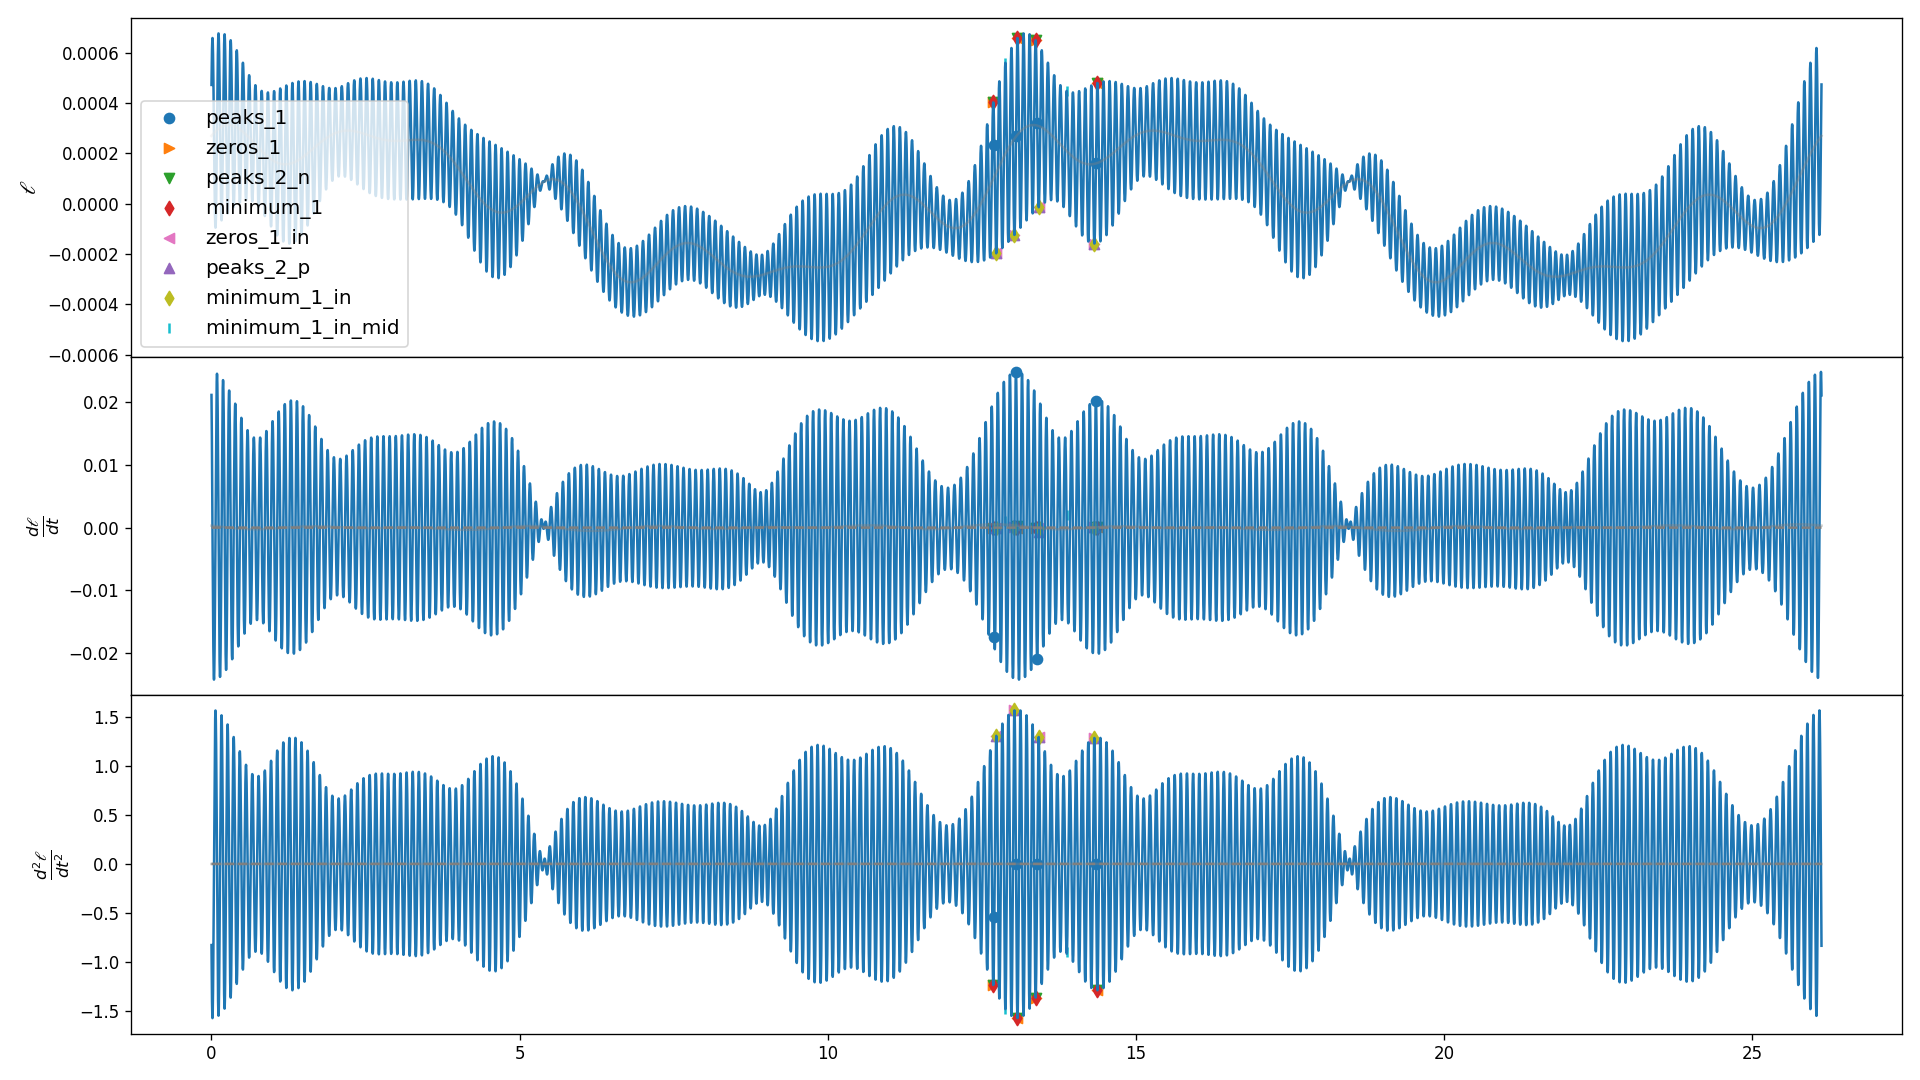 0.0006
0.0004
0.0002
0.0000
−0.0002
−0.0004
−0.0006
ℓ
peaks_1
zeros_1
peaks_2_n
minimum_1
zeros_1_in
peaks_2_p
minimum_1_in
minimum_1_in_mid
0.02
0.01
0.00
−0.01
−0.02
dℓ
dt
1.5
1.0
0.5
0.0
−0.5
−1.0
−1.5
d²ℓ
dt²
0 5 10 15 20 25